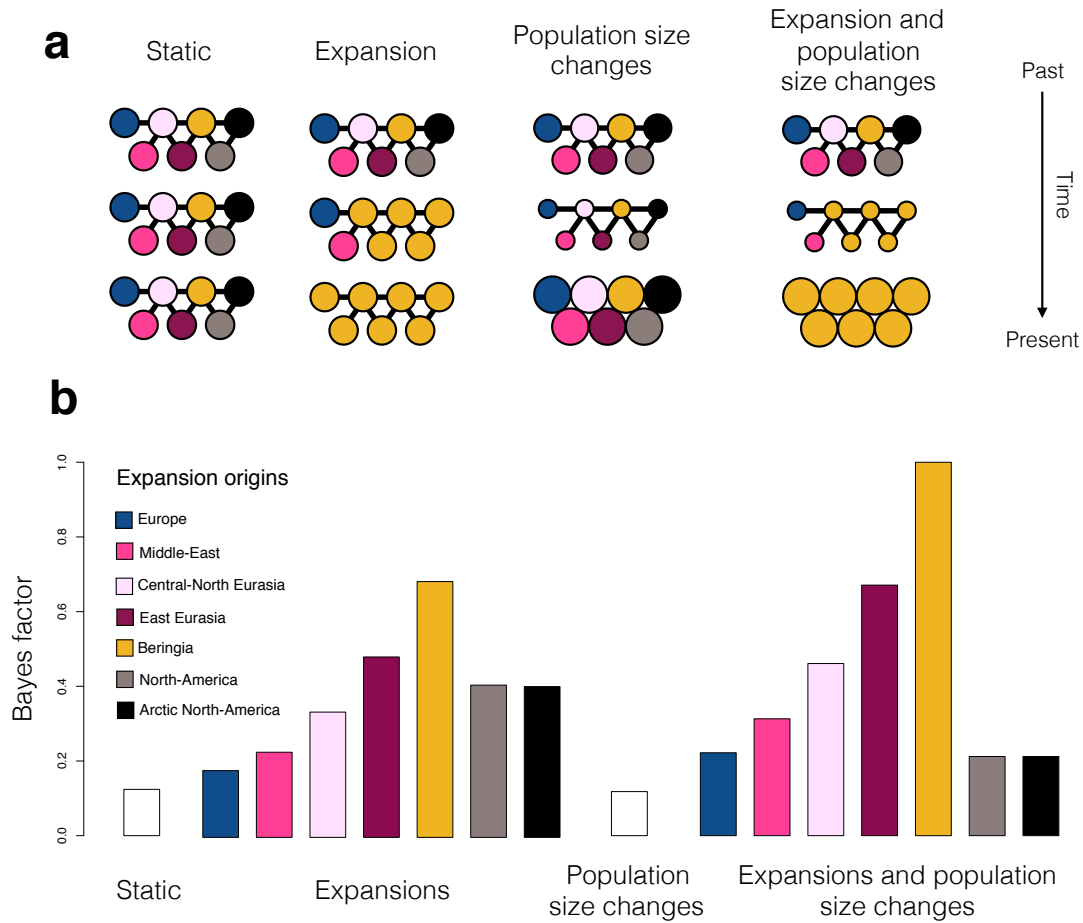 a
Static
Expansion
Population size
changes
Expansion and
population
size changes
Past
Time
Present
b
Bayes factor
1.0
0.8
0.6
0.4
0.2
0.0
Expansion origins
Europe
Middle-East
Central-North Eurasia
East Eurasia
Beringia
North-America
Arctic North-America
Static
Expansions
Population
size changes
Expansions and population
size changes